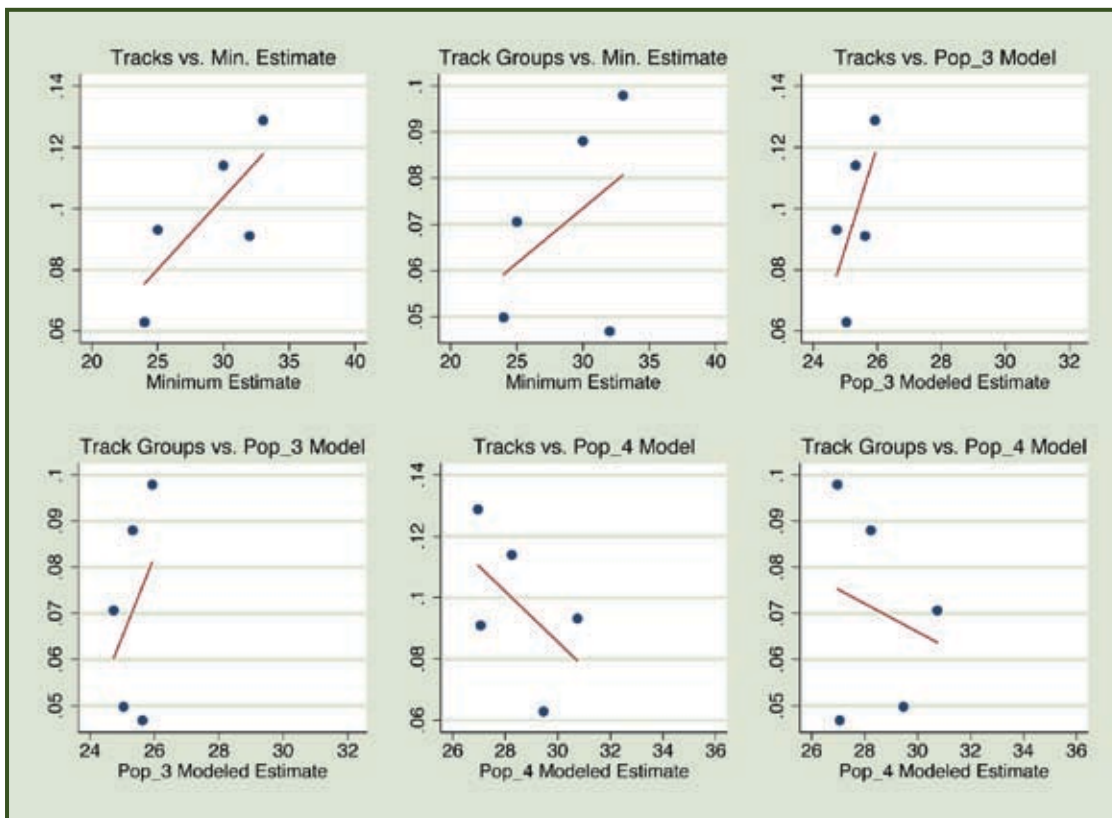 Tracks vs. Min. Estimate
.14
.12
.1
.08
.06
20 25 30 35 40
Minimum Estimate
Track Groups vs. Min. Estimate
.1
.09
.08
.07
.06
.05
20 25 30 35 40
Minimum Estimate
Tracks vs. Pop_3 Model
.14
.12
.1
.08
.06
24 26 28 30 32
Pop_3 Modeled Estimate
Track Groups vs. Pop_3 Model
.1
.09
.08
.07
.06
.05
24 26 28 30 32
Pop_3 Modeled Estimate
Tracks vs. Pop_4 Model
.14
.12
.1
.08
.06
26 28 30 32 34 36
Pop_4 Modeled Estimate
Track Groups vs. Pop_4 Model
.1
.09
.08
.07
.06
.05
26 28 30 32 34 36
Pop_4 Modeled Estimate